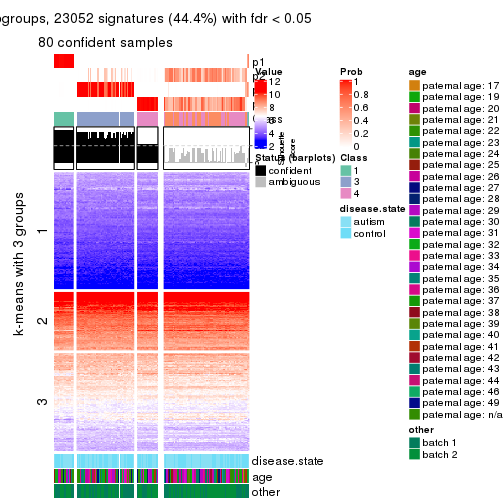 ogroups, 23052 signatures (44.4%) with fdr < 0.05
80 confident samples
p1
Value
12
10
8
6
4
2
Prob
1
0.8
0.6
0.4
0.2
0
Silhouette
score
Status (barplots)
confident
ambiguous
Class
1
3
4
disease.state
autism
control
age
paternal age: 17
paternal age: 19
paternal age: 20
paternal age: 21
paternal age: 22
paternal age: 23
paternal age: 24
paternal age: 25
paternal age: 26
paternal age: 27
paternal age: 28
paternal age: 29
paternal age: 30
paternal age: 31
paternal age: 32
paternal age: 33
paternal age: 34
paternal age: 35
paternal age: 36
paternal age: 37
paternal age: 38
paternal age: 39
paternal age: 40
paternal age: 41
paternal age: 42
paternal age: 43
paternal age: 44
paternal age: 46
paternal age: 49
paternal age: n/a
other
batch 1
batch 2
k-means with 3 groups
1
2
3
disease.state
age
other